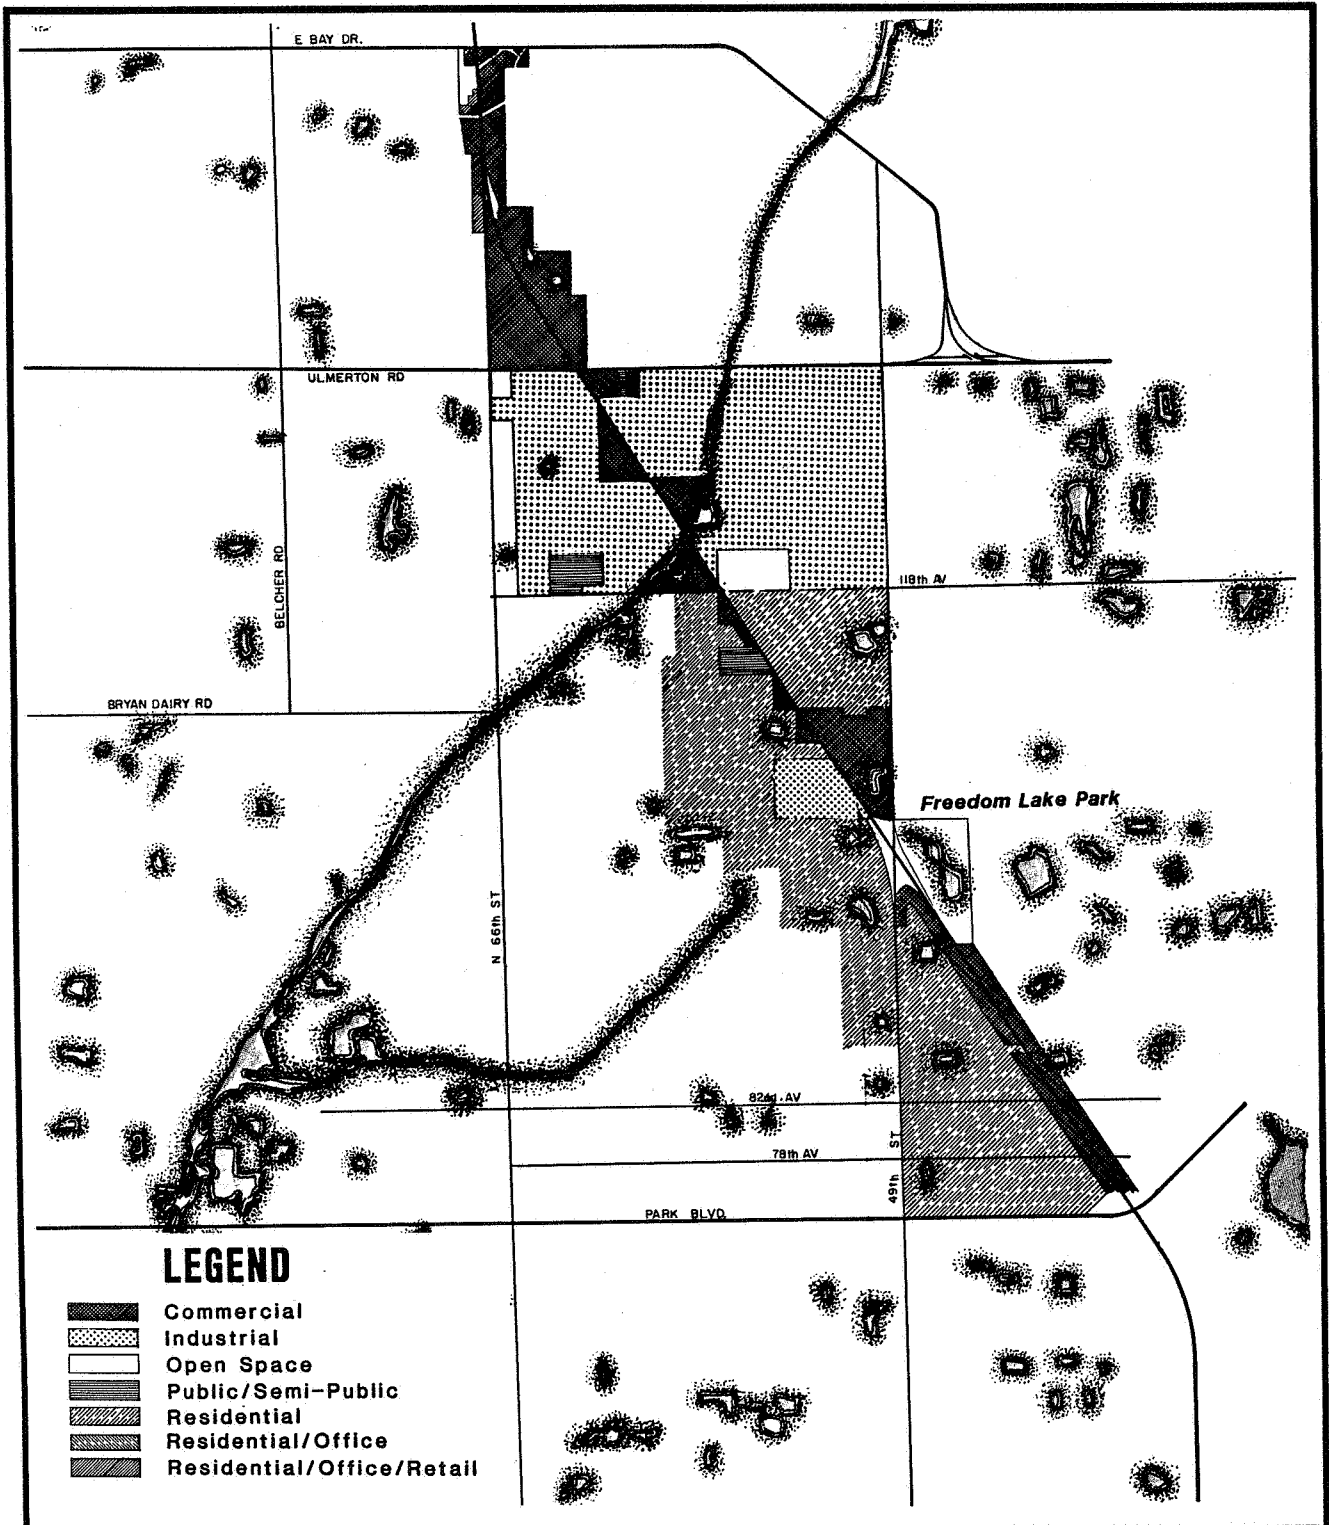 E BAY DR.
ULMERTON RD
BELCHER RD
118th AV
BRYAN DAIRY RD
Freedom Lake Park
N 66th ST
82nd. AV
78th AV
49th ST
PARK BLVD.
LEGEND
Commercial
Industrial
Open Space
Public/Semi-Public
Residential
Residential/Office
Residential/Office/Retail